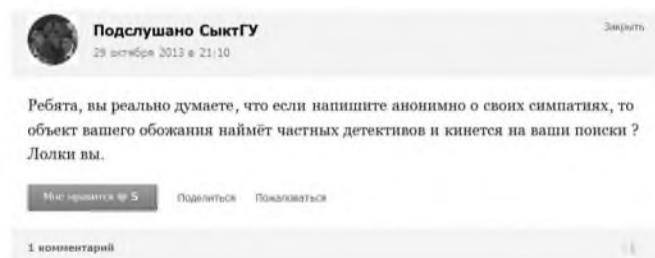 Подслушано СыктГУ
Закрыть
29 октября 2013 в 21:10
Ребята, вы реально думаете, что если напишите анонимно о своих симпатиях, то
объект вашего обожания наймёт частных детективов и кинется на ваши поиски ?
Лолки вы.
Мне нравится 5
Поделиться
Пожаловаться
1 комментарий